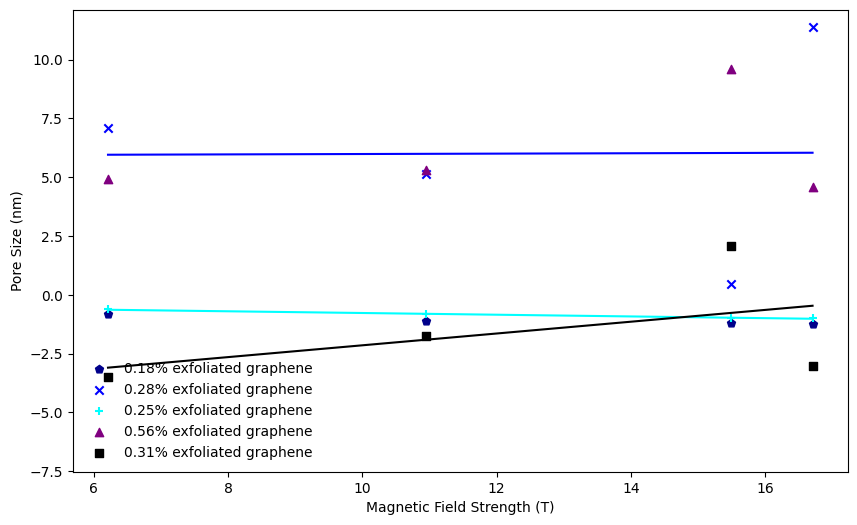 10.0
7.5
5.0
2.5
0.0
−2.5
−5.0
−7.5
Pore Size (nm)
0.18% exfoliated graphene
0.28% exfoliated graphene
0.25% exfoliated graphene
0.56% exfoliated graphene
0.31% exfoliated graphene
6 8 10 12 14 16
Magnetic Field Strength (T)